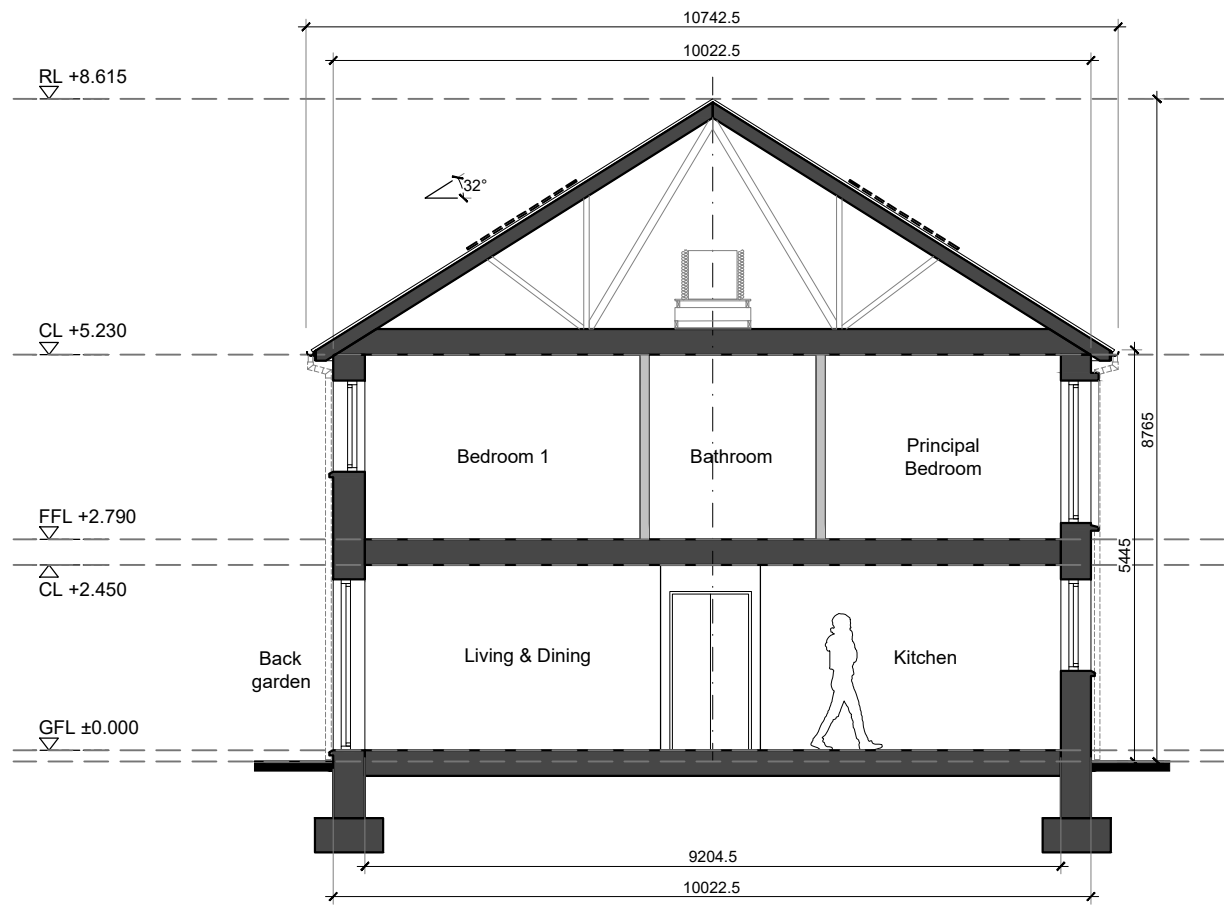 10742.5
10022.5
RL +8.615
32°
CL +5.230
8765
Bedroom 1
Bathroom
Principal
Bedroom
FFL +2.790
5445
CL +2.450
Back
garden
Living & Dining
Kitchen
GFL ±0.000
9204.5
10022.5